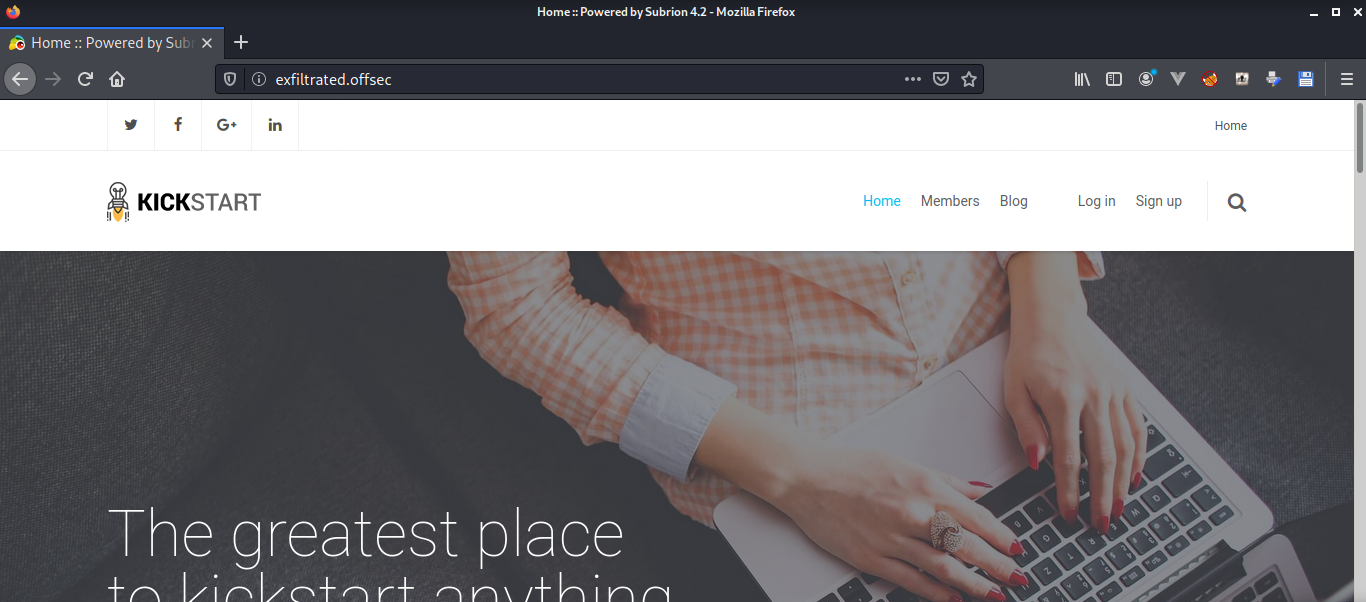 Home :: Powered by Subrion 4.2 - Mozilla Firefox
Home :: Powered by Subr
exfiltrated.offsec
Home
KICKSTART
Home Members Blog Log in Sign up
The greatest place
to kickstart anything